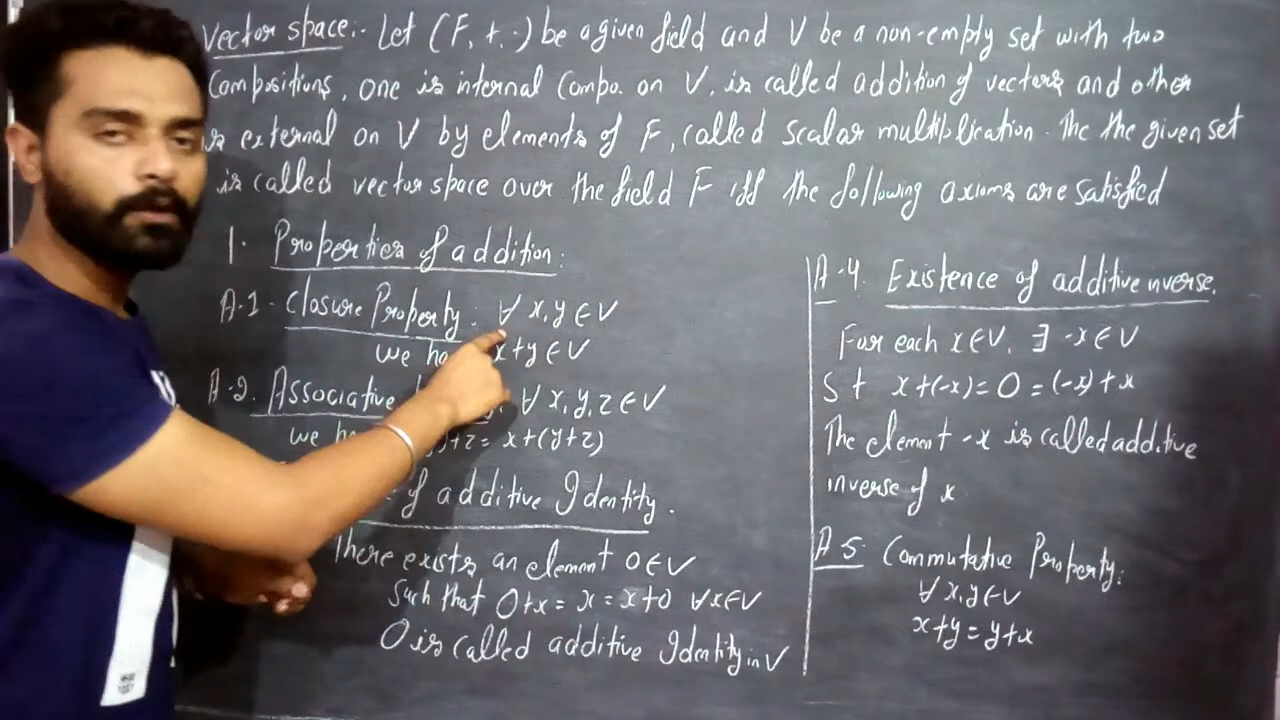 Vector space:- Let (F, +, ·) be a given field and V be a non-empty set with two
Compositions, one is internal Compo. on V, is called addition of vectors and other
is external on V by elements of F, called scalar multiplication. The the given set
is called vector space over the field F iff the following axioms are satisfied
1. Properties of addition:
A.1- Closure Property. ∀ x,y ∈ V
we x+y ∈ V
A.2. Associative ∀ x,y,z ∈ V
we +z = x+(y+z)
of additive Identity.
There exists an element 0 ∈ V
Such that 0+x = x = x+0 ∀x∈V
0 is called additive Identity in V
A.4. Existence of additive inverse.
For each x∈V, ∃ -x∈V
St x+(-x)=0=(-x)+x
The element -x is called additive
inverse of x
A.5. Commutative Property:
∀ x,y∈V
x+y=y+x